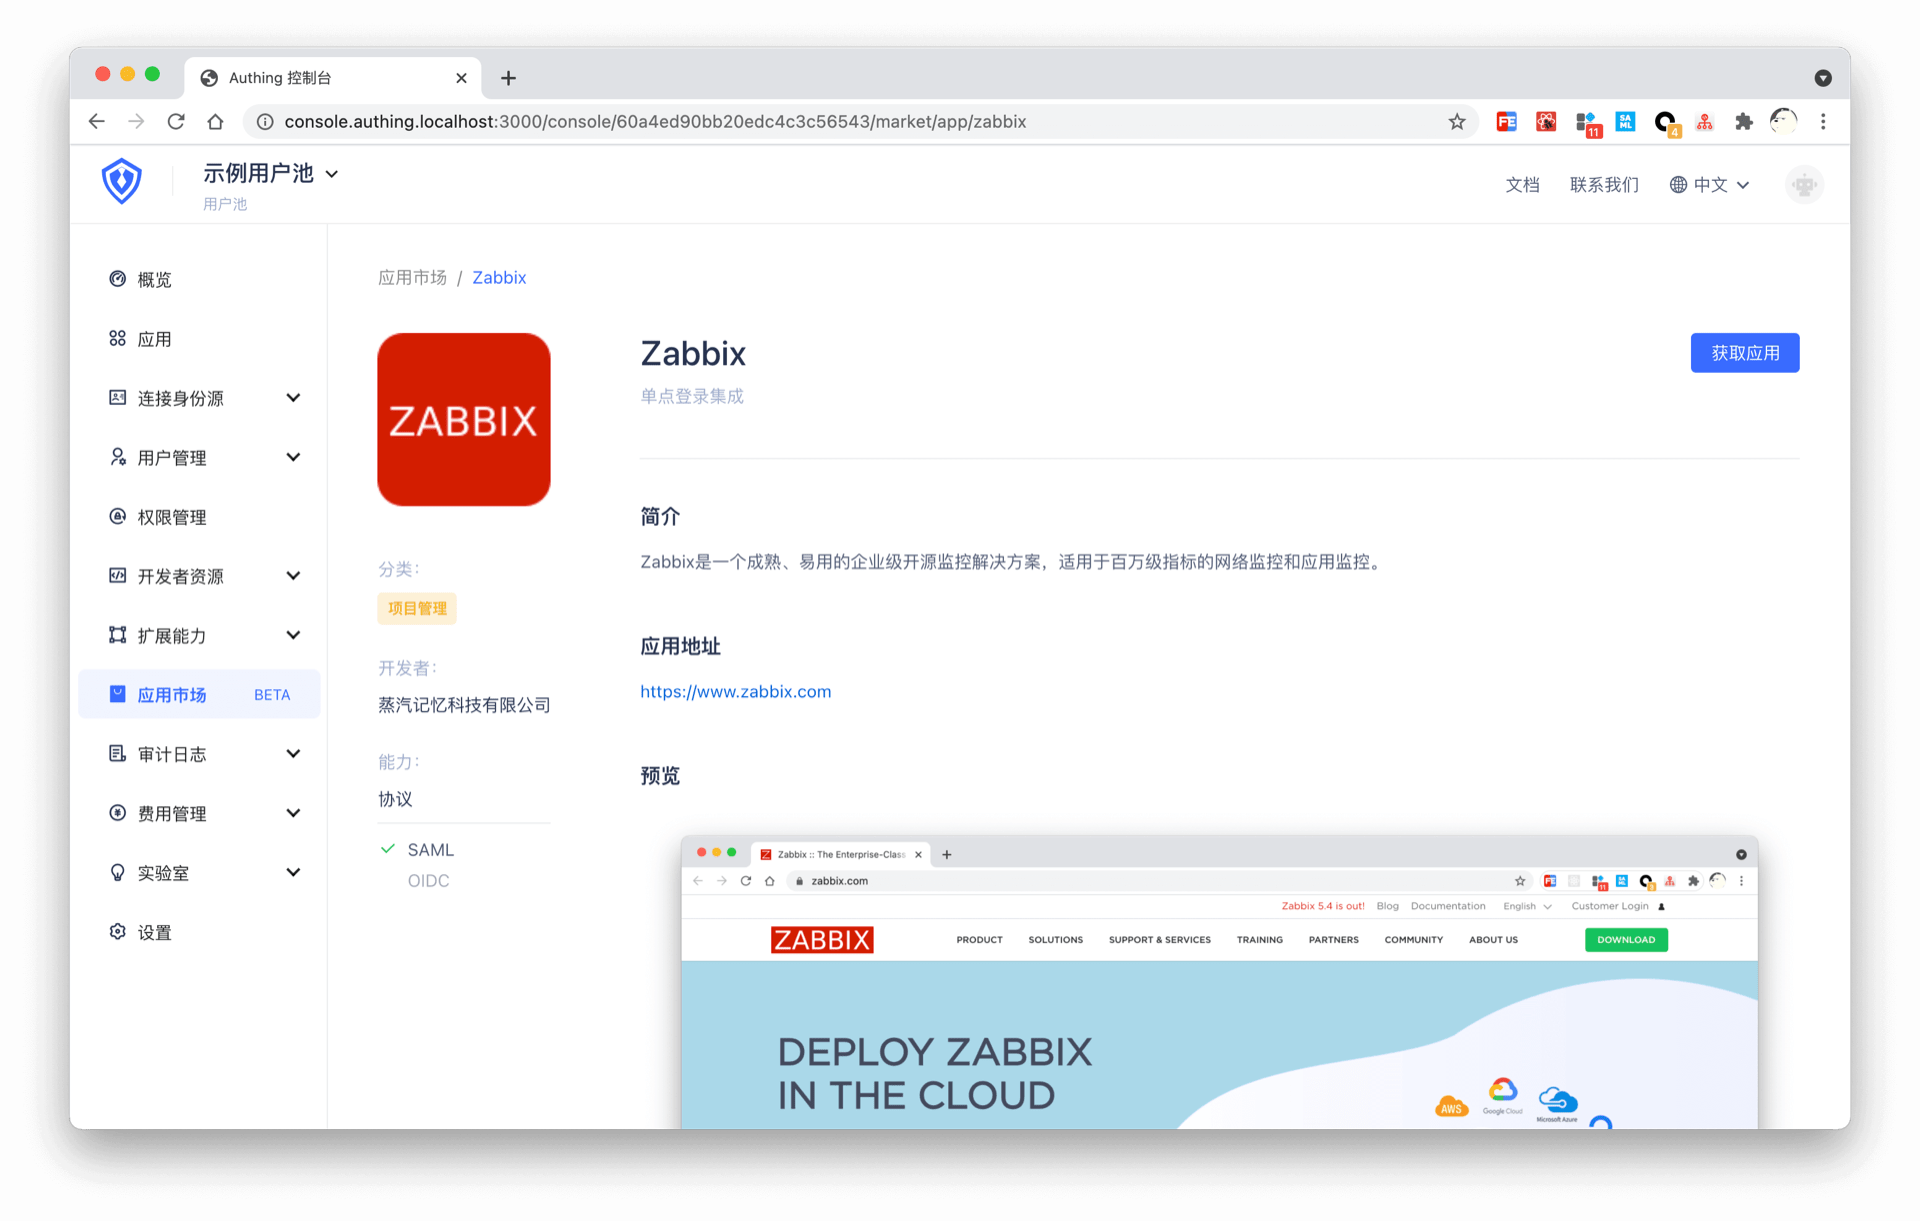 Authing 控制台
console.authing.localhost:3000/console/60a4ed90bb20edc4c3c56543/market/app/zabbix
FE
11
SA
ML
4
示例用户池
用户池
文档
联系我们
中文
概览
应用
连接身份源
用户管理
权限管理
开发者资源
扩展能力
应用市场 BETA
审计日志
费用管理
实验室
设置
应用市场 / Zabbix
ZABBIX
分类：
项目管理
开发者：
蒸汽记忆科技有限公司
能力：
协议
SAML
OIDC
Zabbix
单点登录集成
获取应用
简介
Zabbix是一个成熟、易用的企业级开源监控解决方案，适用于百万级指标的网络监控和应用监控。
应用地址
https://www.zabbix.com
预览
Zabbix :: The Enterprise-Class
zabbix.com
FE
11
Zabbix 5.4 is out! Blog Documentation English Customer Login
ZABBIX
PRODUCT SOLUTIONS SUPPORT & SERVICES TRAINING PARTNERS COMMUNITY ABOUT US
DOWNLOAD
DEPLOY ZABBIX
IN THE CLOUD
AWS
Google Cloud
Microsoft Azure